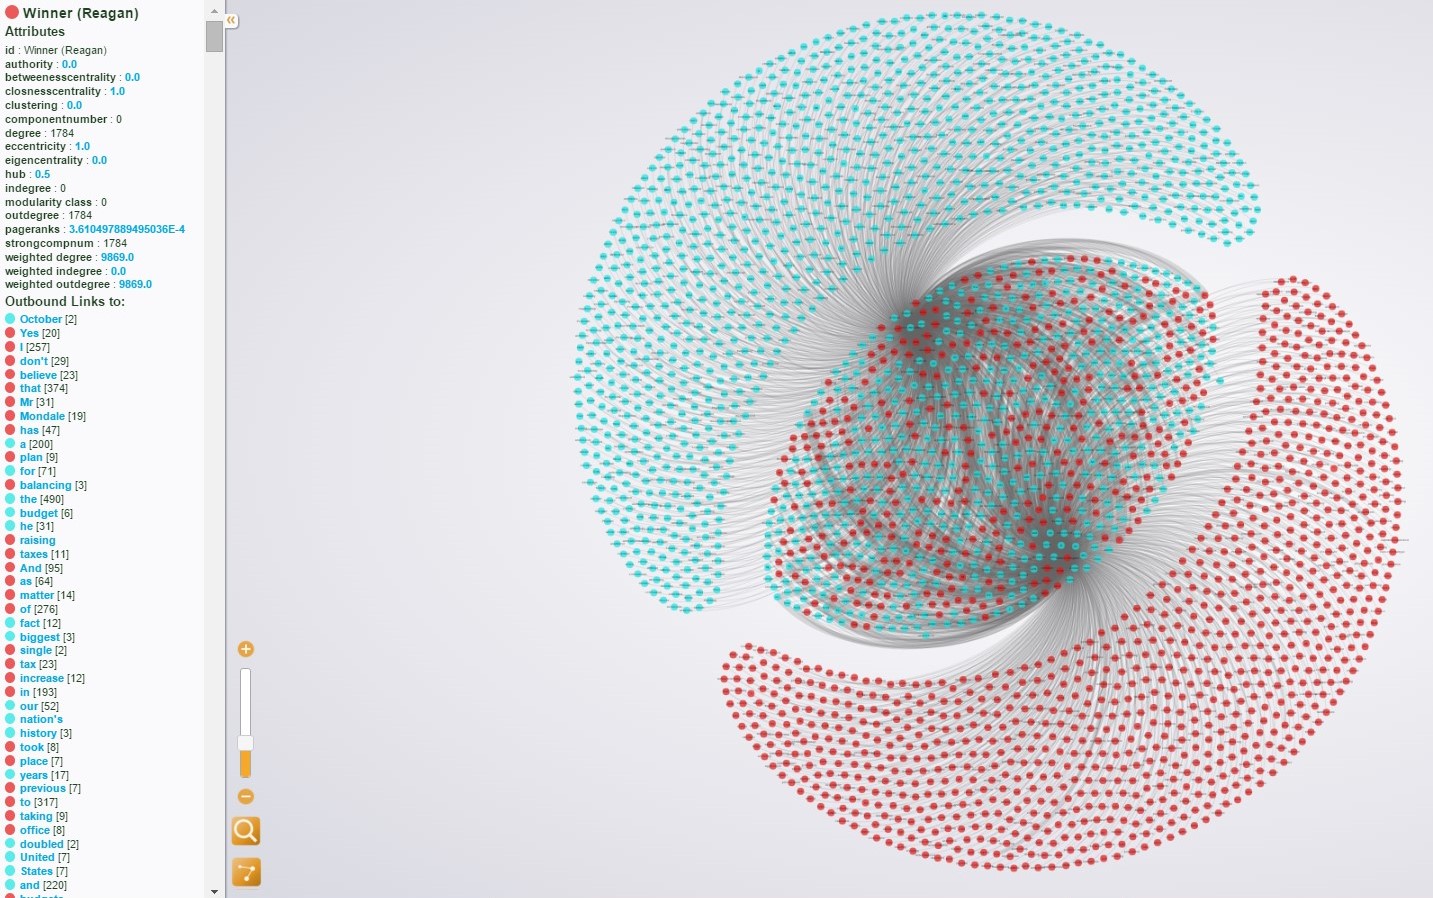 Winner (Reagan)
«
Attributes
id : Winner (Reagan)
authority : 0.0
betweenesscentrality : 0.0
closnesscentrality : 1.0
clustering : 0.0
componentnumber : 0
degree : 1784
eccentricity : 1.0
eigencentrality : 0.0
hub : 0.5
indegree : 0
modularity class : 0
outdegree : 1784
pageranks : 3.610497889495036E-4
strongcompnum : 1784
weighted degree : 9869.0
weighted indegree : 0.0
weighted outdegree : 9869.0
Outbound Links to:
October [2]
Yes [20]
I [257]
don't [29]
believe [23]
that [374]
Mr [31]
Mondale [19]
has [47]
a [200]
plan [9]
for [71]
balancing [3]
the [490]
budget [6]
he [31]
raising
taxes [11]
And [95]
as [64]
matter [14]
of [276]
fact [12]
biggest [3]
single [2]
tax [23]
increase [12]
in [193]
our [52]
nation's
history [3]
took [8]
place [7]
years [17]
previous [7]
to [317]
taking [9]
office [8]
doubled [2]
United [7]
States [7]
and [220]